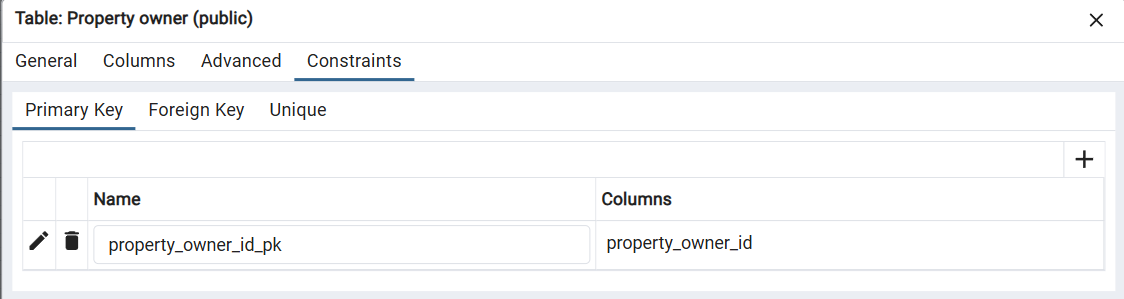 Table: Property owner (public)
General Columns Advanced Constraints
Primary Key Foreign Key Unique
Name Columns
property_owner_id_pk property_owner_id